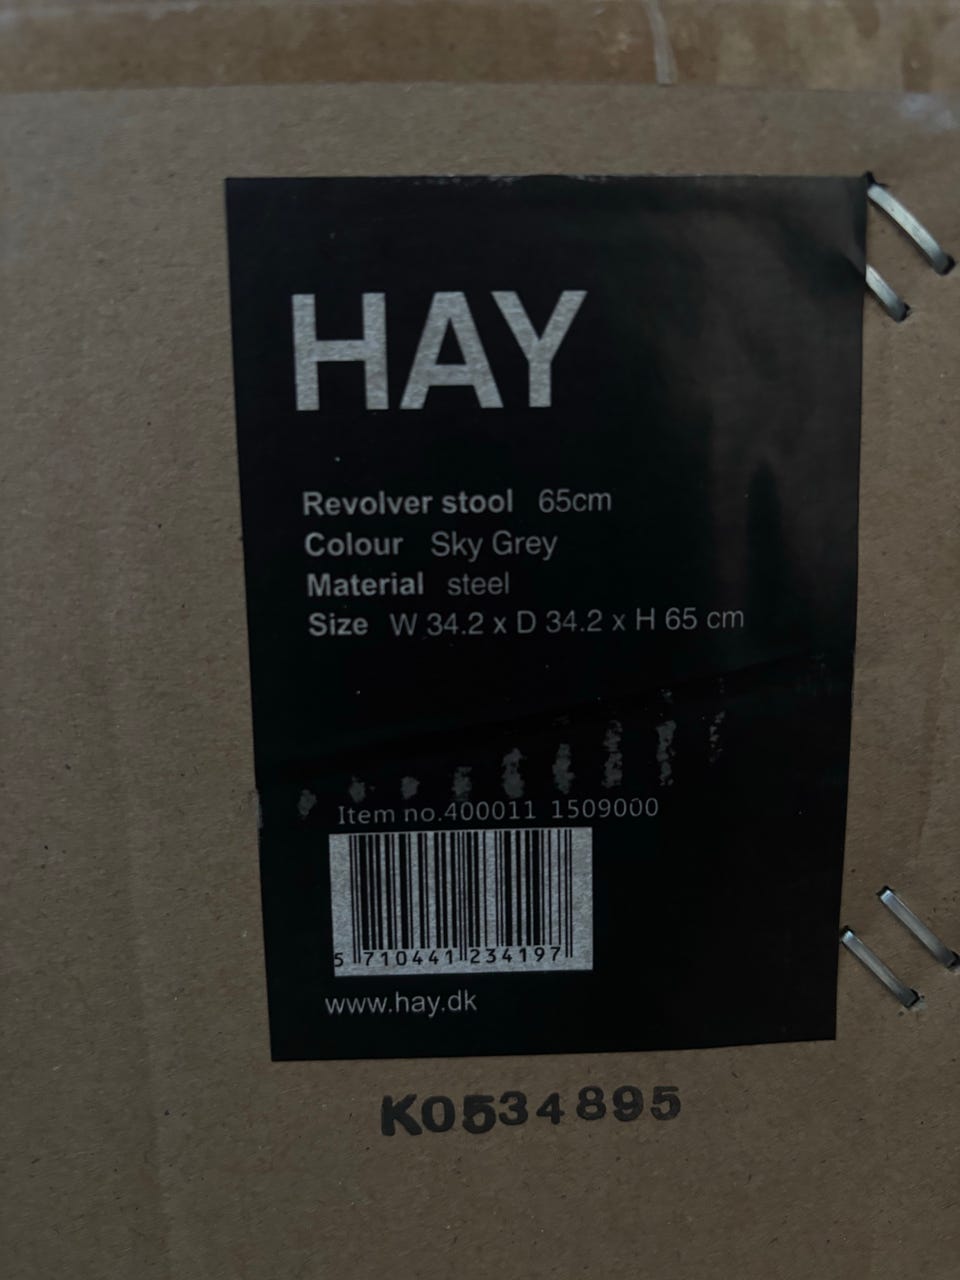 HAY
Revolver stool 65cm
Colour Sky Grey
Material steel
Size W 34.2 x D 34.2 x H 65 cm
Item no.400011 1509000
5 710441 234197
www.hay.dk
K0534895